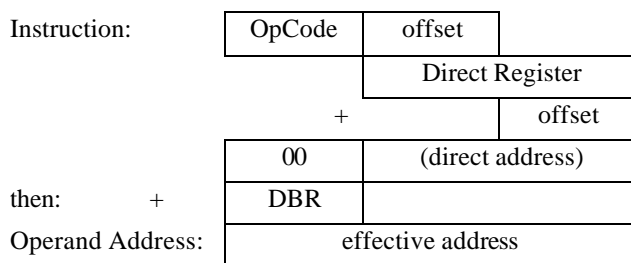 Instruction: OpCode offset
Direct Register
+ offset
00 (direct address)
then: + DBR
Operand Address: effective address